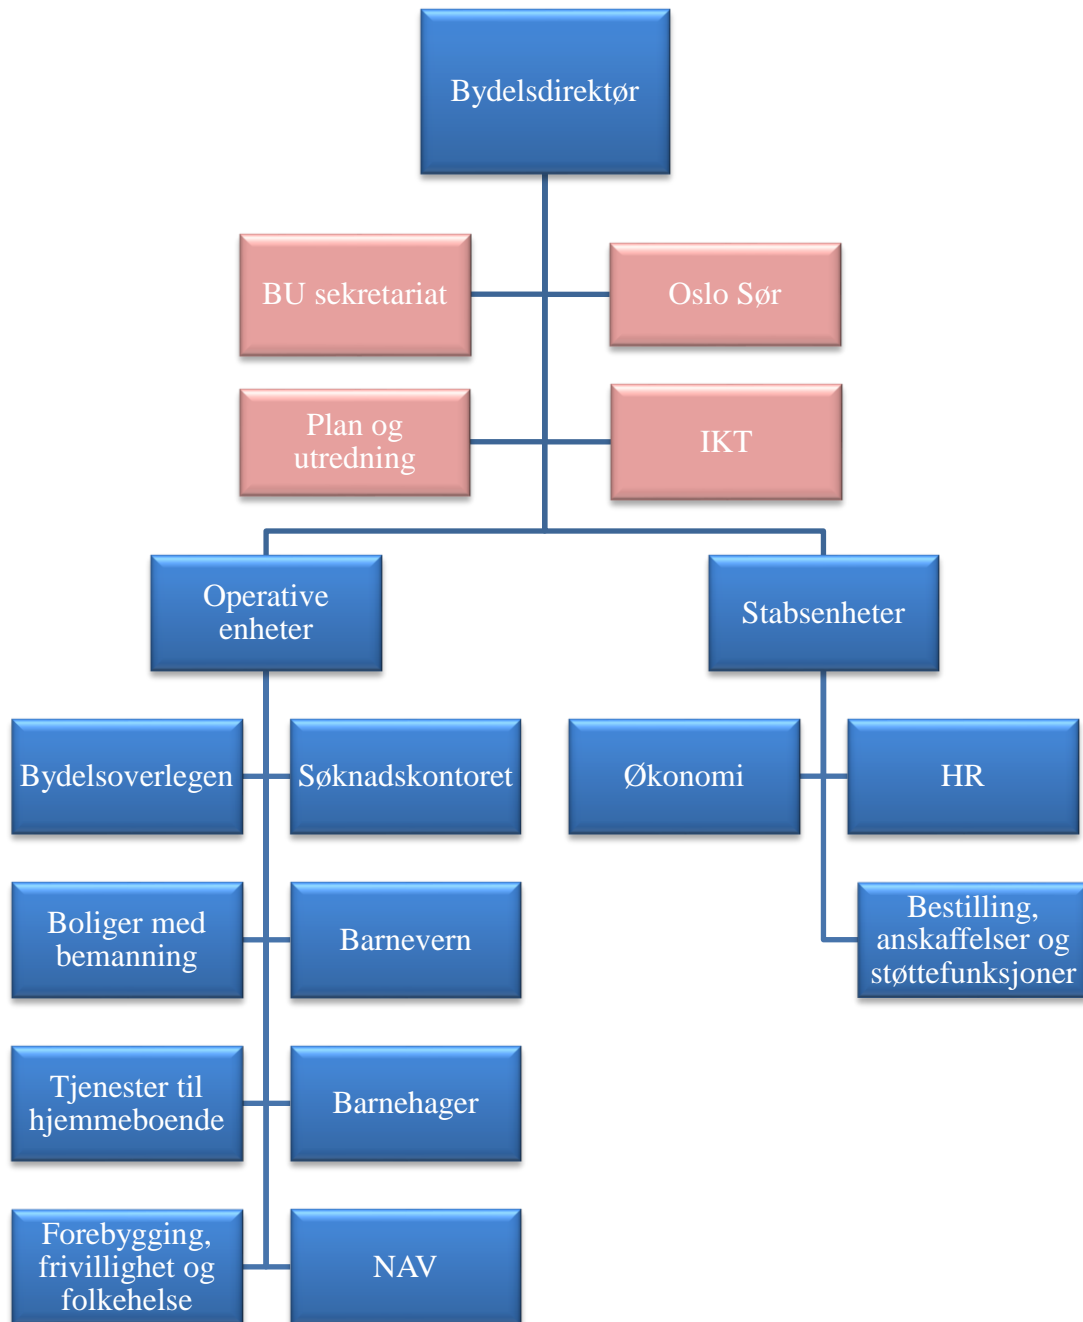 Bydelsdirektør
BU sekretariat
Oslo Sør
Plan og
utredning
IKT
Operative
enheter
Stabsenheter
Bydelsoverlegen
Søknadskontoret
Økonomi
HR
Boliger med
bemanning
Barnevern
Bestilling,
anskaffelser og
støttefunksjoner
Tjenester til
hjemmeboende
Barnehager
Forebygging,
frivillighet og
folkehelse
NAV